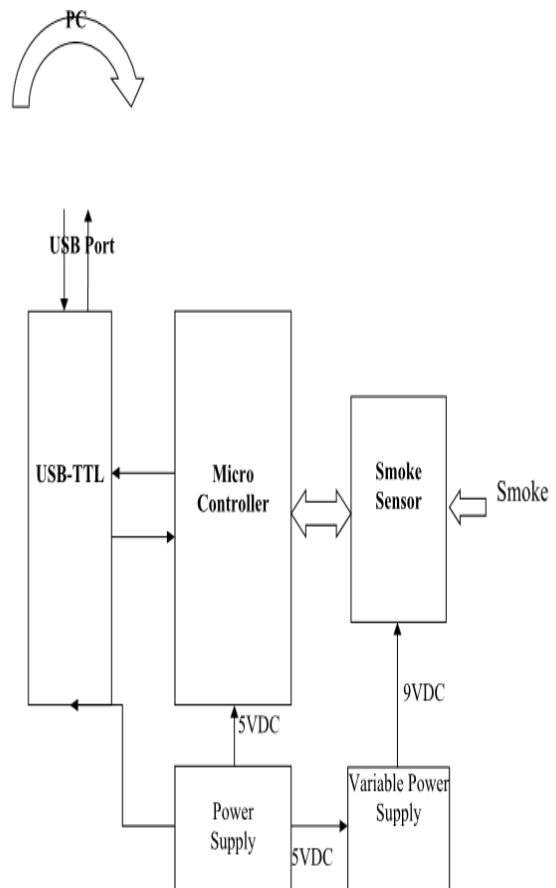 PC
USB Port
USB-TTL
Micro
Controller
Smoke
Sensor
Smoke
9VDC
5VDC
Power
Supply
5VDC
Variable Power
Supply